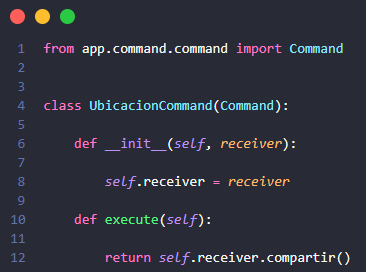 1 from app.command.command import Command
2
3
4 class UbicacionCommand(Command):
5
6 def __init__(self, receiver):
7
8 self.receiver = receiver
9
10 def execute(self):
11
12 return self.receiver.compartir()